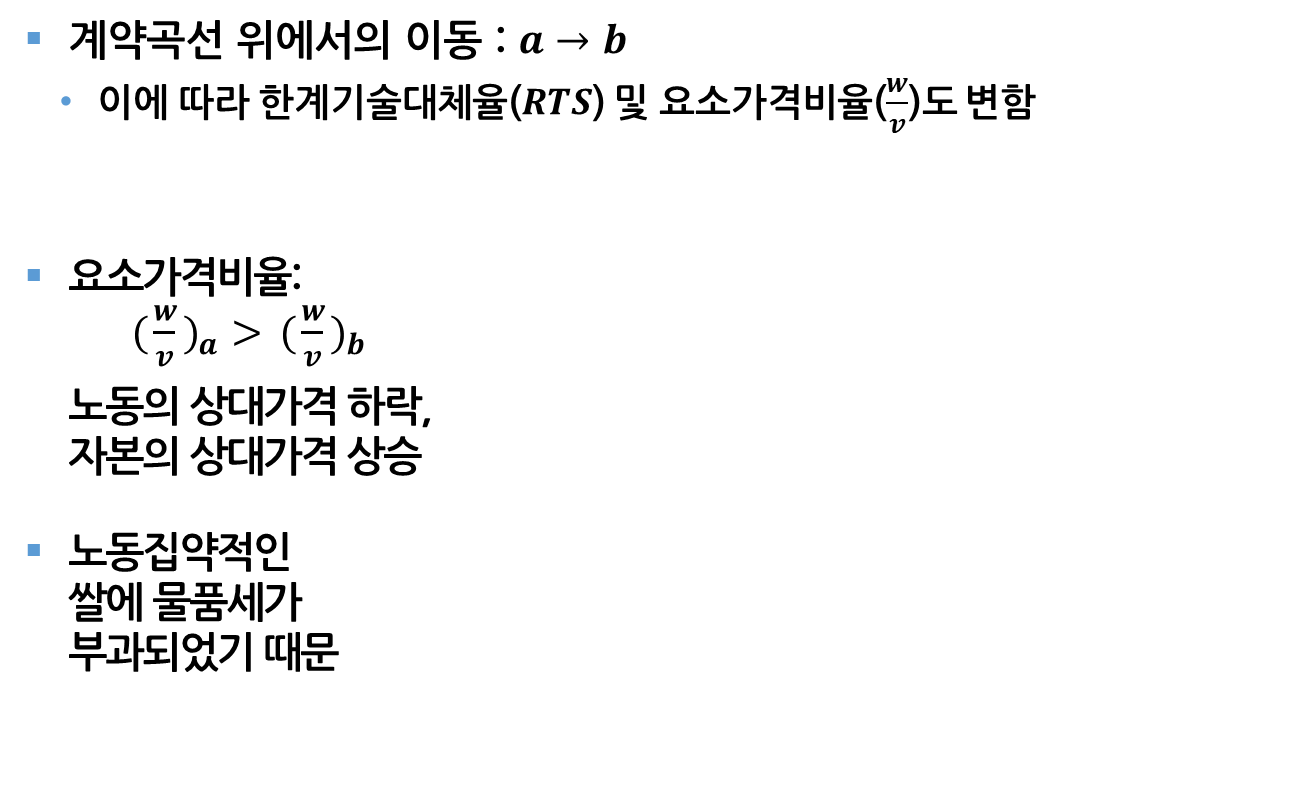 ▪ 계약곡선 위에서의 이동 : a → b
• 이에 따라 한계기술대체율(RTS) 및 요소가격비율(w/v)도 변함
▪ 요소가격비율:
(w/v)a > (w/v)b
노동의 상대가격 하락,
자본의 상대가격 상승
▪ 노동집약적인
쌀에 물품세가
부과되었기 때문